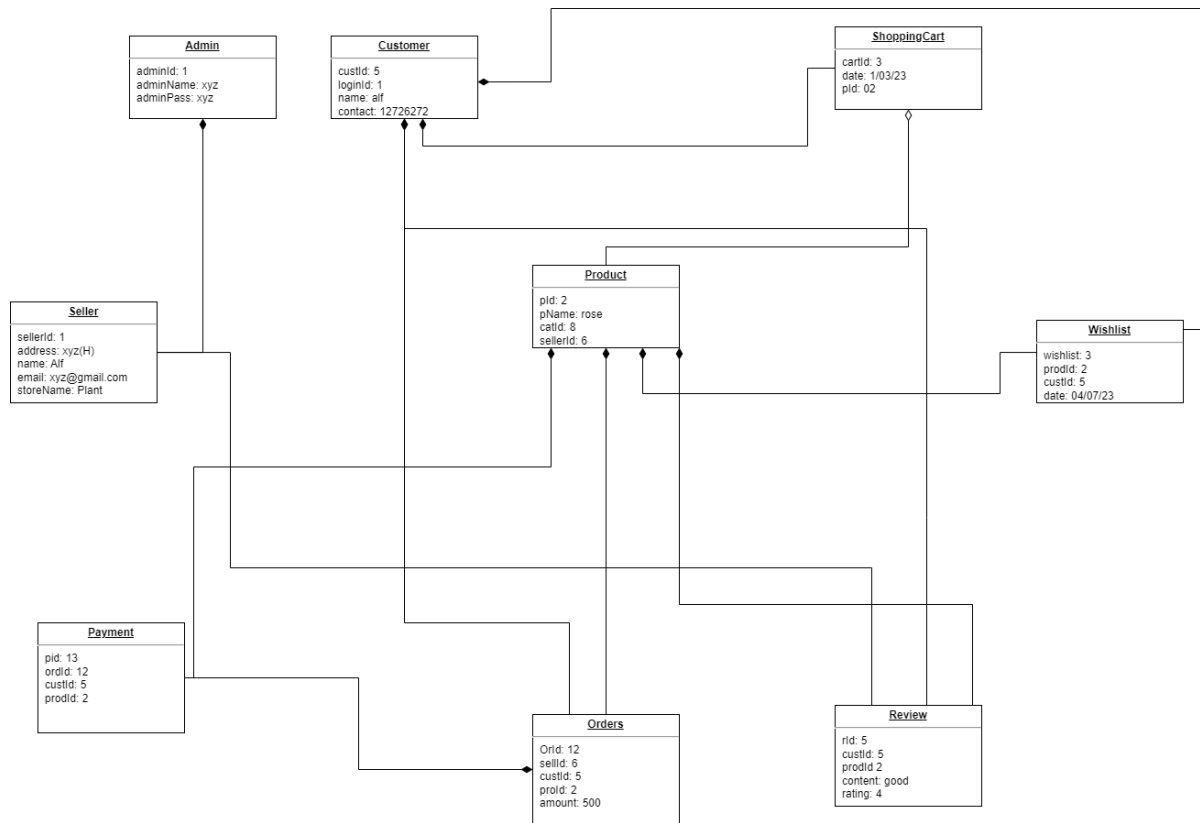 Admin
adminId: 1
adminName: xyz
adminPass: xyz
Customer
custId: 5
loginId: 1
name: alf
contact: 12726272
ShoppingCart
cartId: 3
date: 1/03/23
pId: 02
Product
pId: 2
pName: rose
catId: 8
sellerId: 6
Seller
sellerId: 1
address: xyz(H)
name: Alf
email: xyz@gmail.com
storeName: Plant
Wishlist
wishlist: 3
prodId: 2
custId: 5
date: 04/07/23
Payment
pid: 13
ordId: 12
custId: 5
prodId: 2
Orders
OrId: 12
sellId: 6
custId: 5
proId: 2
amount: 500
Review
rId: 5
custId: 5
prodId 2
content: good
rating: 4